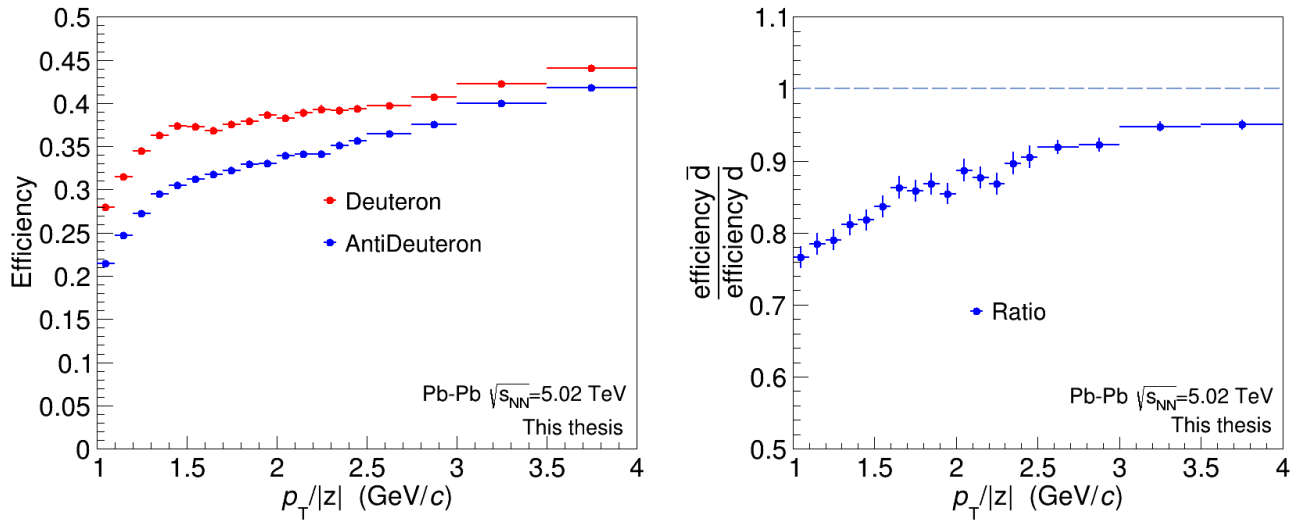 Efficiency
0.5
0.45
0.4
0.35
0.3
0.25
0.2
0.15
0.1
0.05
0
Deuteron
AntiDeuteron
Pb-Pb √sNN=5.02 TeV
This thesis
1 1.5 2 2.5 3 3.5 4
pT/|z| (GeV/c)
efficiency d̅
efficiency d
1.1
1
0.9
0.8
0.7
0.6
0.5
Ratio
Pb-Pb √sNN=5.02 TeV
This thesis
1 1.5 2 2.5 3 3.5 4
pT/|z| (GeV/c)